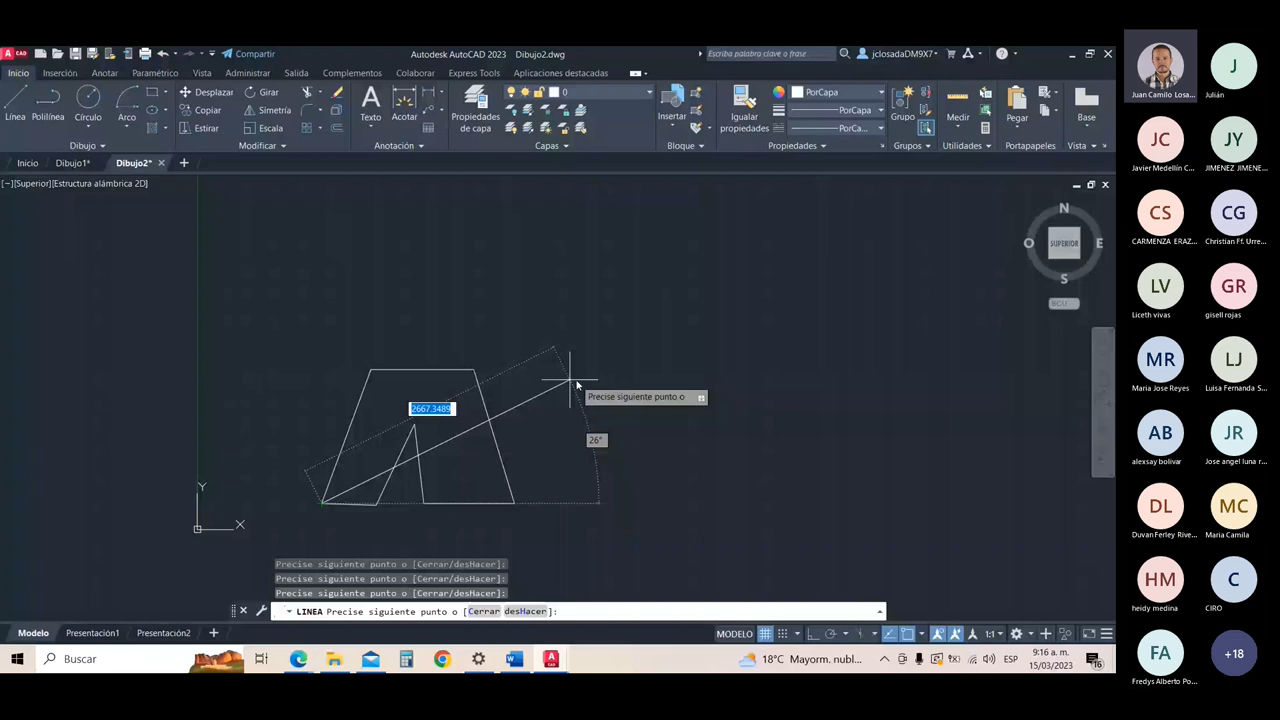 A CAD Compartir Autodesk AutoCAD 2023 Dibujo2.dwg Escriba palabra clave o frase jclosadaDM9X7
Inicio Inserción Anotar Paramétrico Vista Administrar Salida Complementos Colaborar Express Tools Aplicaciones destacadas
Línea Polilínea Círculo Arco
Desplazar Girar
Copiar Simetría
Estirar Escala
Texto Acotar
Propiedades de capa
0
Insertar
Igualar propiedades
PorCapa
PorCapa
PorCa...
Grupo
Medir
Pegar
Base
Dibujo Modificar Anotación Capas Bloque Propiedades Grupos Utilidades Portapapeles Vista
Inicio Dibujo1* Dibujo2*
[−][Superior][Estructura alámbrica 2D]
N
O SUPERIOR E
S
BCU
2667.3489
Precise siguiente punto o
26°
Y
X
Precise siguiente punto o [Cerrar/desHacer]:
Precise siguiente punto o [Cerrar/desHacer]:
Precise siguiente punto o [Cerrar/desHacer]:
LINEA Precise siguiente punto o [Cerrar desHacer]:
Modelo Presentación1 Presentación2
MODELO 1:1
Buscar
18°C Mayorm. nubl... ESP
9:16 a. m.
15/03/2023
16
Juan Camilo Losa...
J
Julián
JC
Javier Medellín C...
JY
JIMENEZ JIMENE...
CS
CARMENZA ERAZ...
CG
Christian Ff. Urre...
LV
Liceth vivas
GR
gisell rojas
MR
Maria Jose Reyes
LJ
Luisa Fernanda S...
AB
alexsay bolivar
JR
Jose angel luna r...
DL
Duvan Ferley Rive...
MC
Maria Camila
HM
heidy medina
C
CIRO
FA
Fredys Alberto Po...
+18